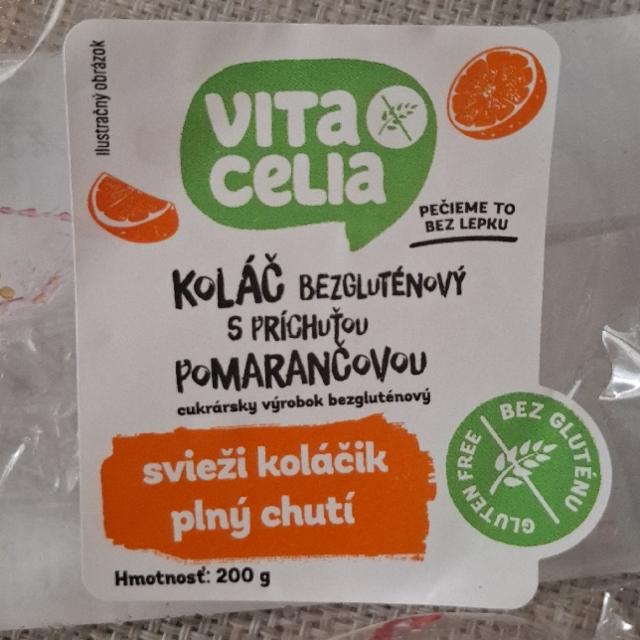 Ilustračný obrázok
VITA
CELIA
PEČIEME TO
BEZ LEPKU
KOLÁČ BEZGLUTÉNOVÝ
S PRÍCHUŤOU
POMARANČOVOU
cukrársky výrobok bezgluténový
svieži koláčik
plný chutí
BEZ GLUTÉNU
GLUTEN FREE
Hmotnosť: 200 g